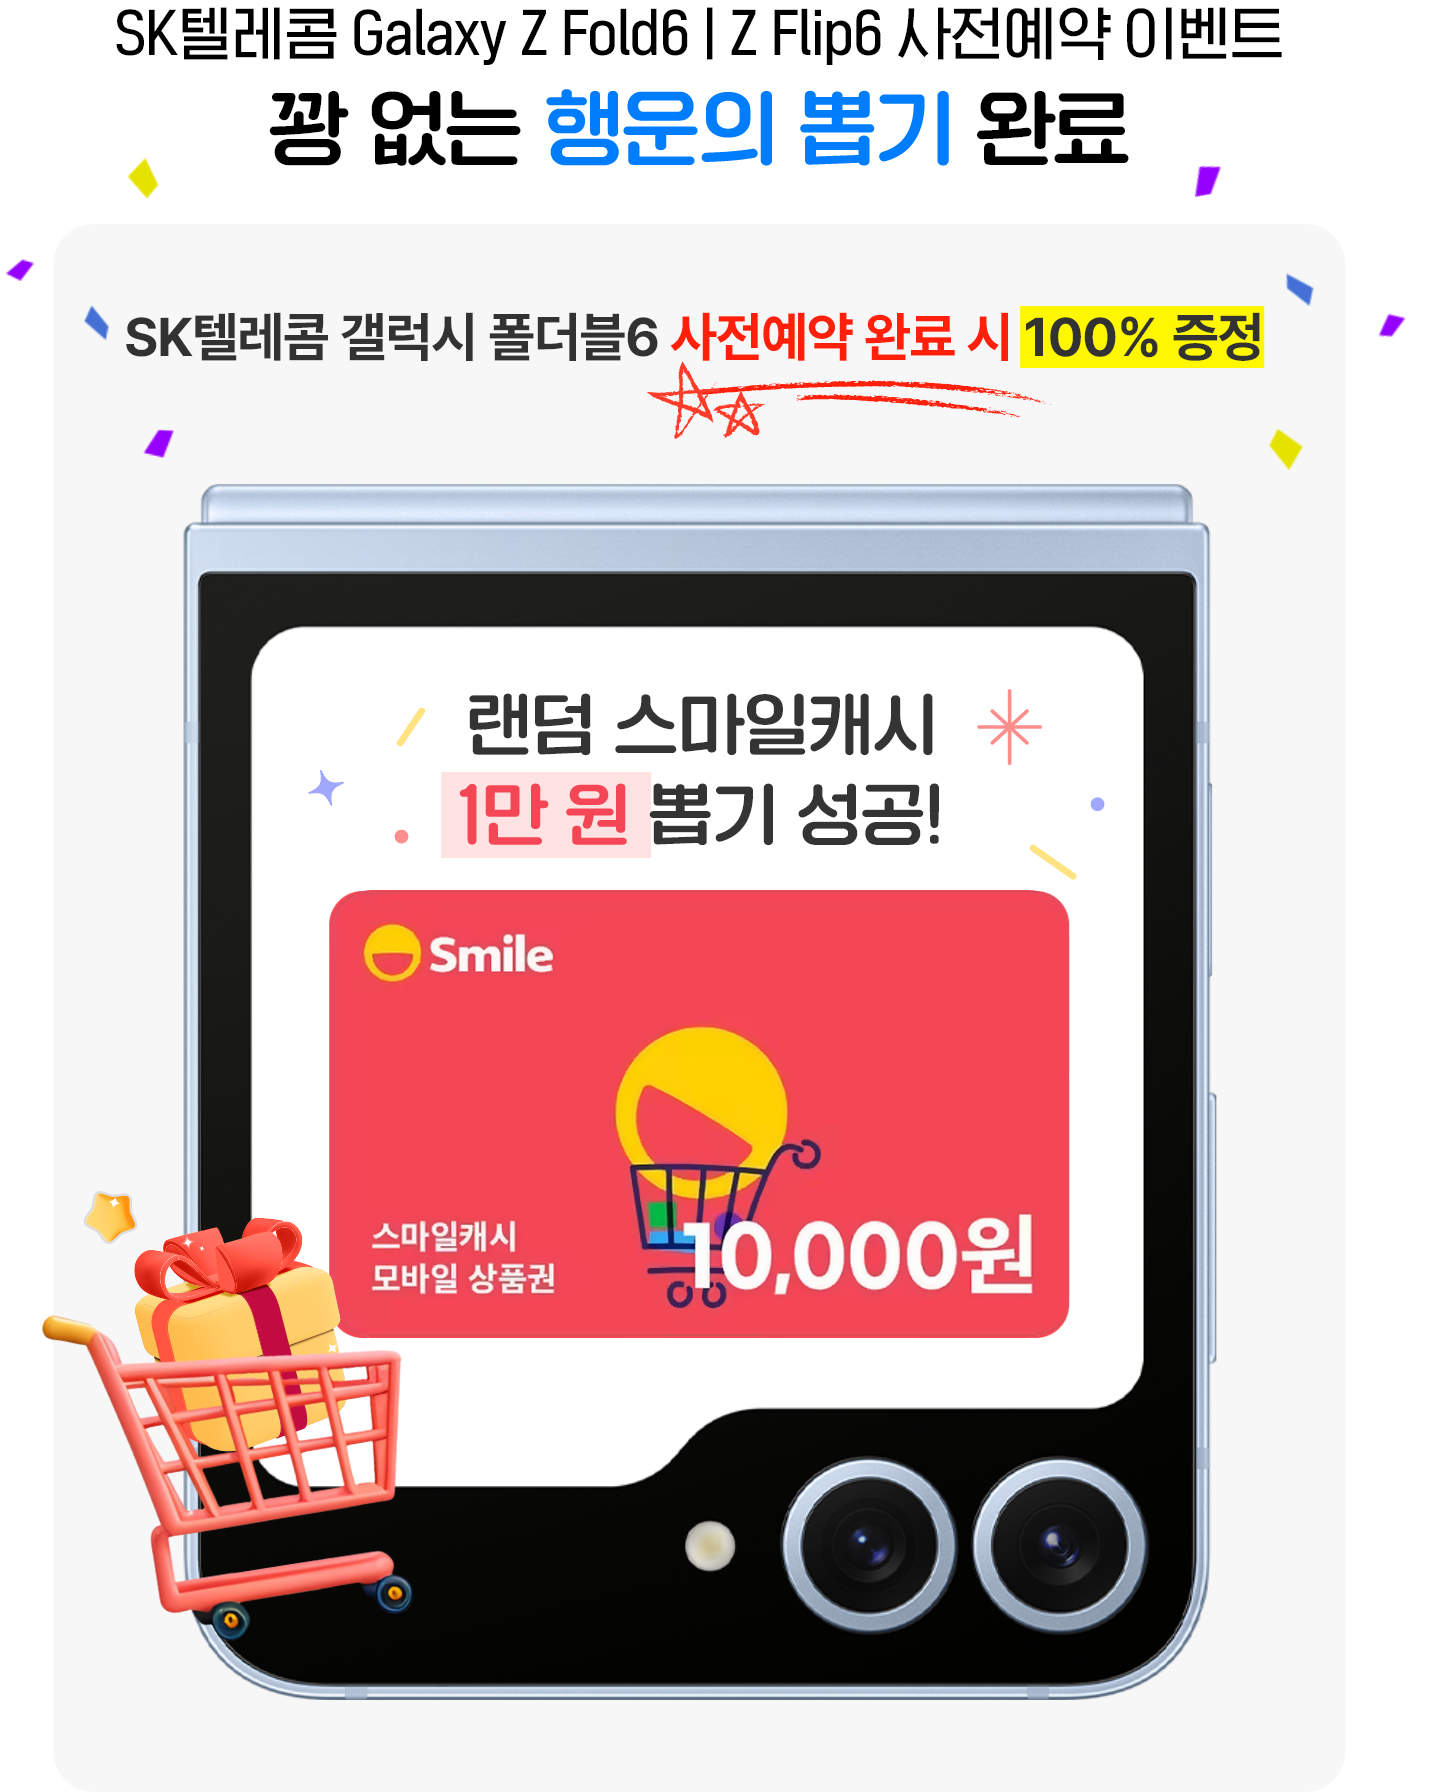 SK텔레콤 Galaxy Z Fold6 | Z Flip6 사전예약 이벤트
꽝 없는 행운의 뽑기 완료
SK텔레콤 갤럭시 폴더블6 사전예약 완료 시 100% 증정
랜덤 스마일캐시
1만 원 뽑기 성공!
Smile
스마일캐시
모바일 상품권
10,000원